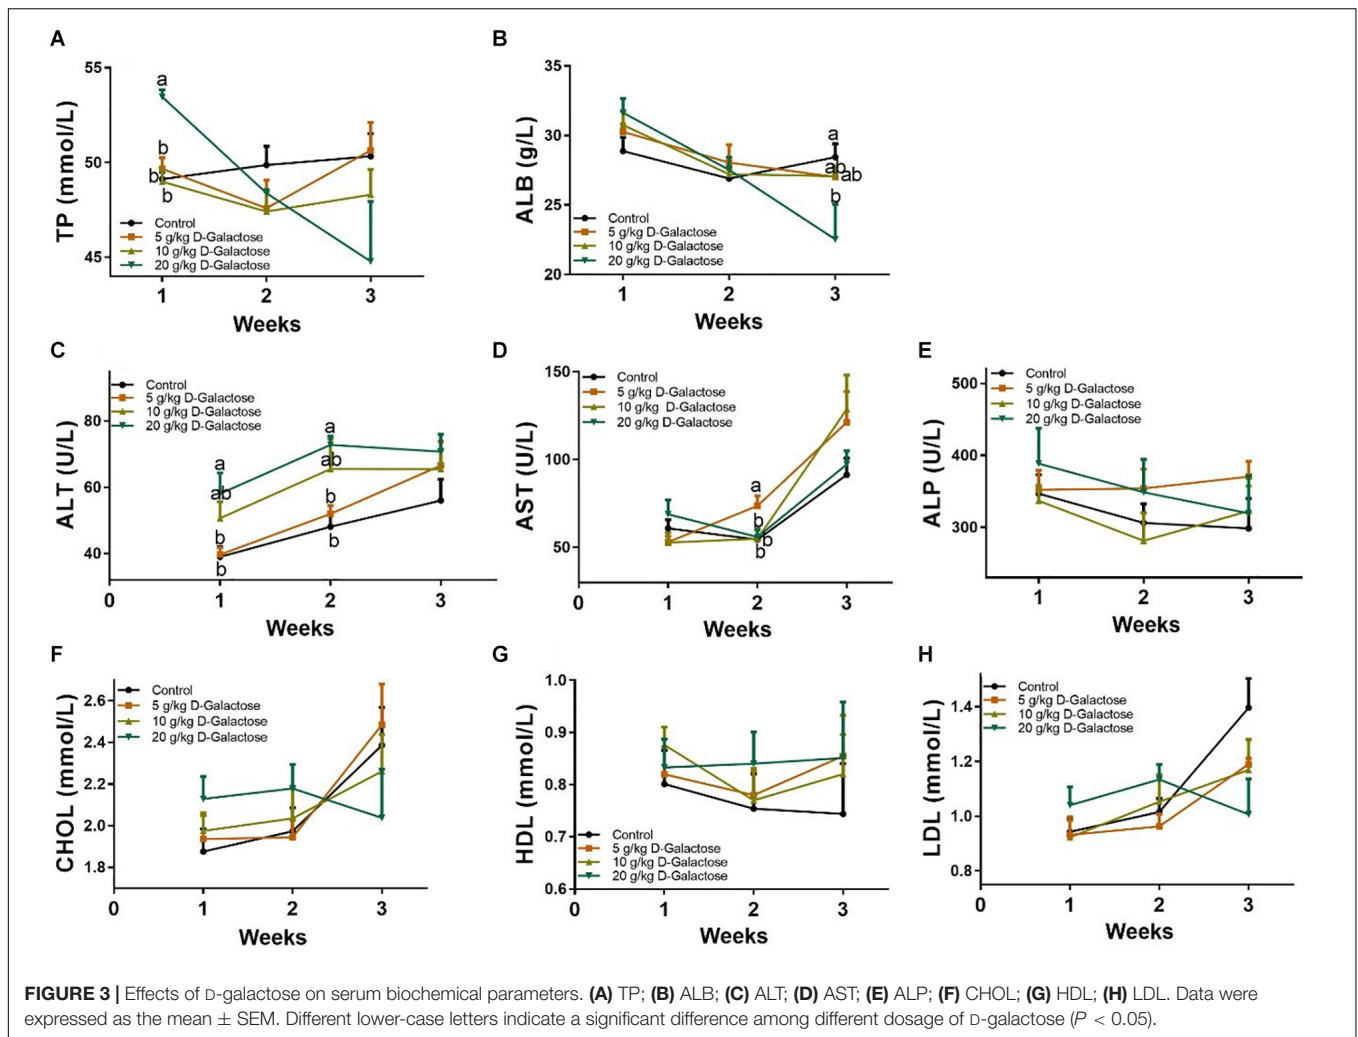 A
TP (mmol/L)
55
50
45
a
b
b
b
Control
5 g/kg D-Galactose
10 g/kg D-Galactose
20 g/kg D-Galactose
1 2 3
Weeks
B
ALB (g/L)
35
30
25
20
a
ab
ab
b
Control
5 g/kg D-Galactose
10 g/kg D-Galactose
20 g/kg D-Galactose
1 2 3
Weeks
C
ALT (U/L)
80
60
40
Control
5 g/kg D-Galactose
10 g/kg D-Galactose
20 g/kg D-Galactose
a
ab
b
b
a
ab
b
b
0 1 2 3
Weeks
D
AST (U/L)
150
100
50
Control
5 g/kg D-Galactose
10 g/kg D-Galactose
20 g/kg D-Galactose
a
b
b
b
0 1 2 3
Weeks
E
ALP (U/L)
500
400
300
Control
5 g/kg D-Galactose
10 g/kg D-Galactose
20 g/kg D-Galactose
1 2 3
Weeks
F
CHOL (mmol/L)
2.6
2.4
2.2
2.0
1.8
Control
5 g/kg D-Galactose
10 g/kg D-Galactose
20 g/kg D-Galactose
0 1 2 3
Weeks
G
HDL (mmol/L)
1.0
0.9
0.8
0.7
0.6
Control
5 g/kg D-Galactose
10 g/kg D-Galactose
20 g/kg D-Galactose
0 1 2 3
Weeks
H
LDL (mmol/L)
1.4
1.2
1.0
0.8
Control
5 g/kg D-Galactose
10 g/kg D-Galactose
20 g/kg D-Galactose
0 1 2 3
Weeks
FIGURE 3 | Effects of D-galactose on serum biochemical parameters. (A) TP; (B) ALB; (C) ALT; (D) AST; (E) ALP; (F) CHOL; (G) HDL; (H) LDL. Data were
expressed as the mean ± SEM. Different lower-case letters indicate a significant difference among different dosage of D-galactose (P < 0.05).